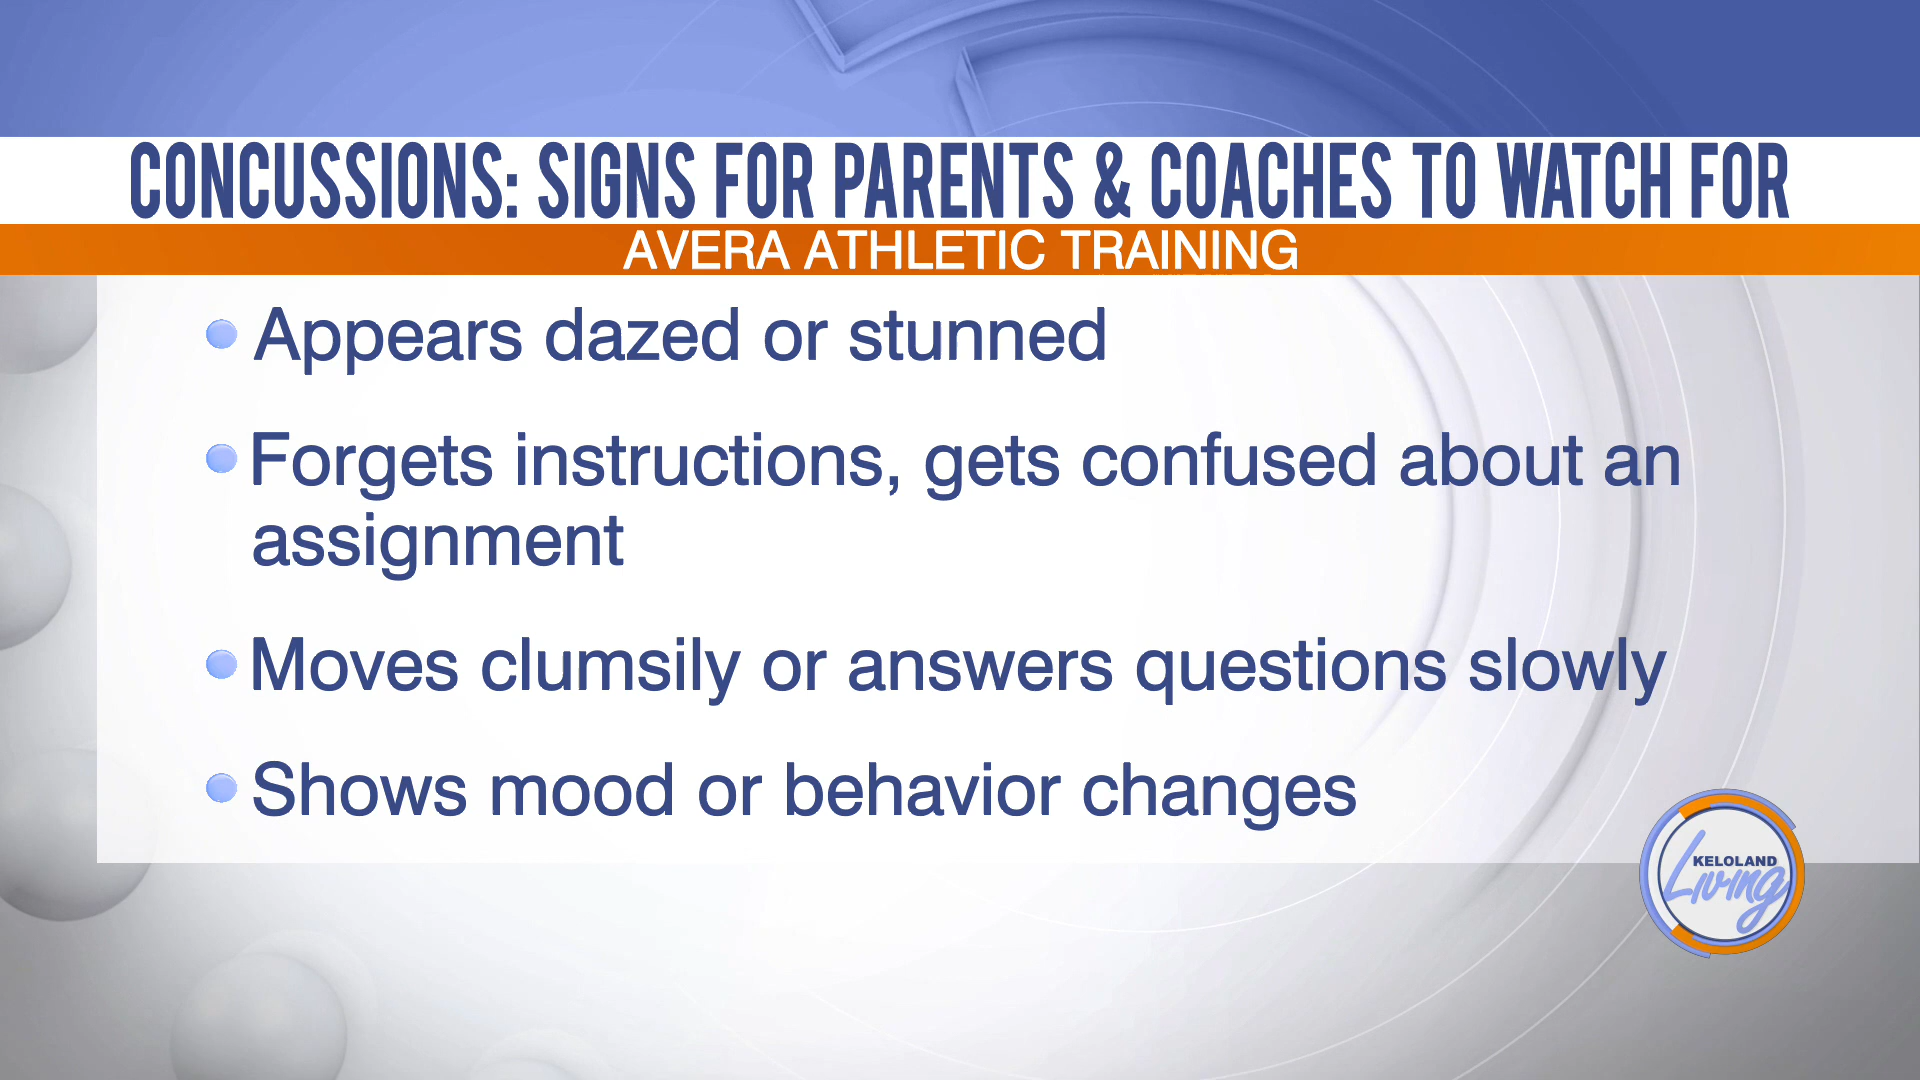 CONCUSSIONS: SIGNS FOR PARENTS & COACHES TO WATCH FOR
AVERA ATHLETIC TRAINING
Appears dazed or stunned
Forgets instructions, gets confused about an
assignment
Moves clumsily or answers questions slowly
Shows mood or behavior changes
KELOLAND
Living